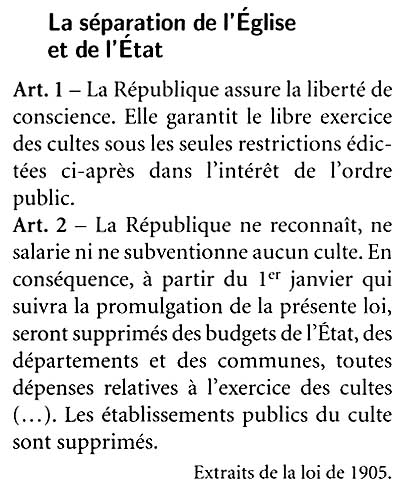 La séparation de l'Église
et de l'État
Art. 1 – La République assure la liberté de
conscience. Elle garantit le libre exercice
des cultes sous les seules restrictions édic-
tées ci-après dans l'intérêt de l'ordre
public.
Art. 2 – La République ne reconnaît, ne
salarie ni ne subventionne aucun culte. En
conséquence, à partir du 1er janvier qui
suivra la promulgation de la présente loi,
seront supprimés des budgets de l'État, des
départements et des communes, toutes
dépenses relatives à l'exercice des cultes
(…). Les établissements publics du culte
sont supprimés.
Extraits de la loi de 1905.